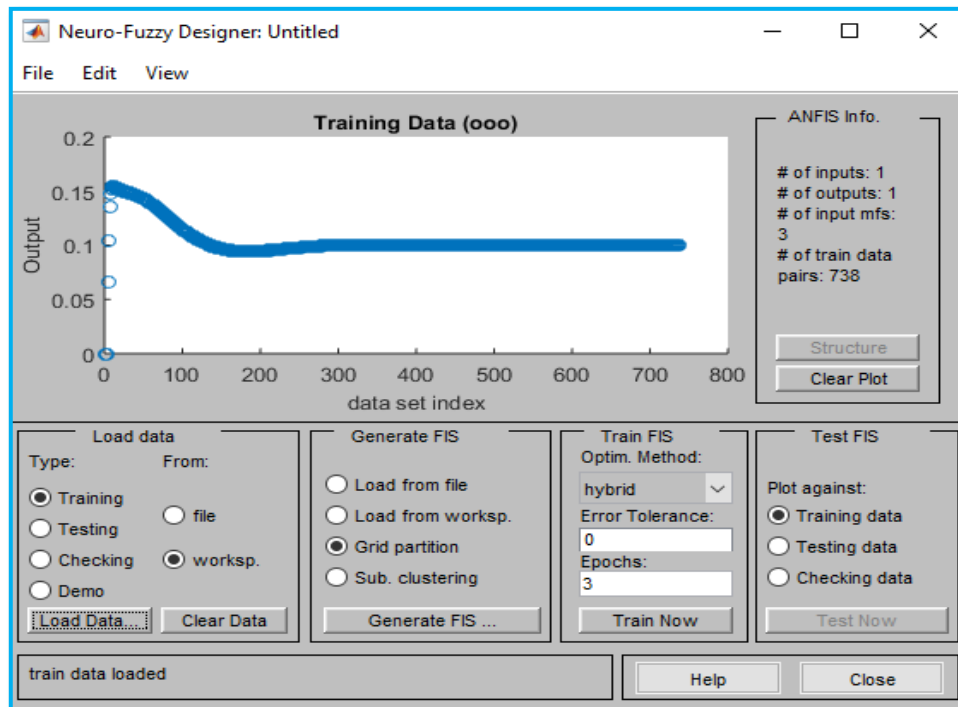 Neuro-Fuzzy Designer: Untitled
File Edit View
Training Data (ooo)
0.2
0.15
0.1
0.05
0
Output
0 100 200 300 400 500 600 700 800
data set index
ANFIS Info.
# of inputs: 1
# of outputs: 1
# of input mfs:
3
# of train data
pairs: 738
Structure
Clear Plot
Load data
Type: From:
Training
Testing
Checking
Demo
file
worksp.
Load Data... Clear Data
Generate FIS
Load from file
Load from worksp.
Grid partition
Sub. clustering
Generate FIS ...
Train FIS
Optim. Method:
hybrid
Error Tolerance:
0
Epochs:
3
Train Now
Test FIS
Plot against:
Training data
Testing data
Checking data
Test Now
train data loaded
Help Close